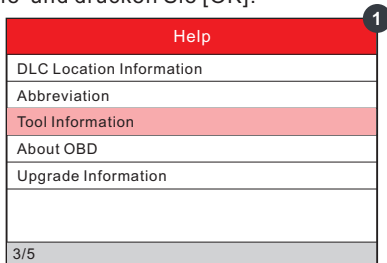 und drücken Sie [OK].
1
Help
DLC Location Information
Abbreviation
Tool Information
About OBD
Upgrade Information
3/5